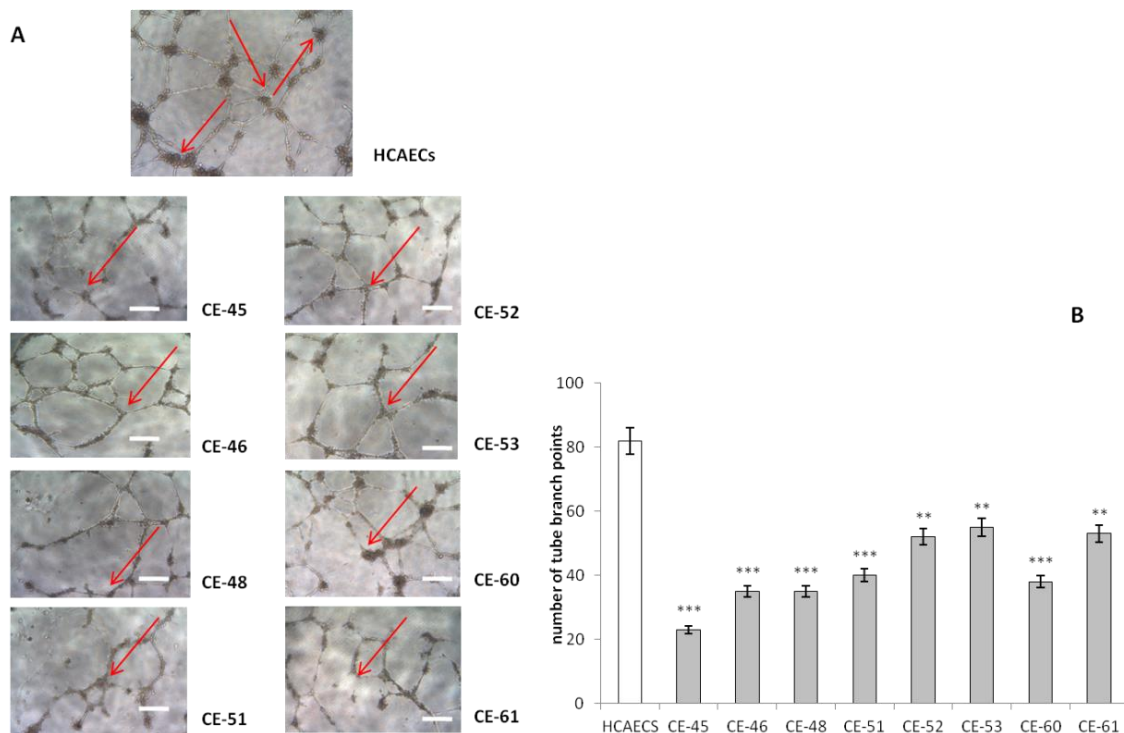 A
HCAECs
CE-45
CE-52
CE-46
CE-53
CE-48
CE-60
CE-51
CE-61
B
number of tube branch points
100
80
60
40
20
0
***
***
***
***
**
**
***
**
HCAECS CE-45 CE-46 CE-48 CE-51 CE-52 CE-53 CE-60 CE-61